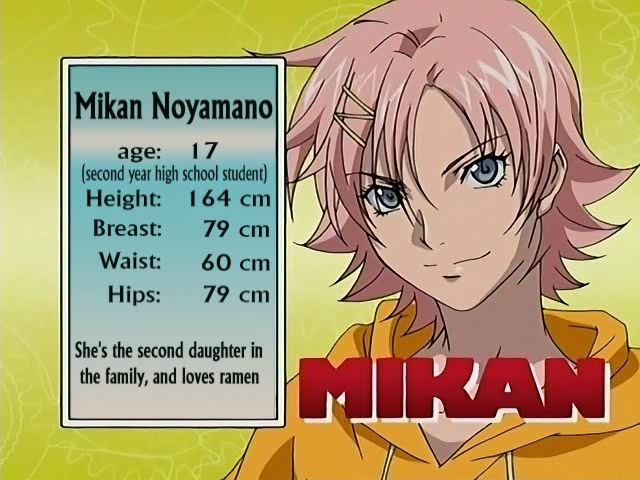 Mikan Noyamano
age: 17
(second year high school student)
Height: 164 cm
Breast: 79 cm
Waist: 60 cm
Hips: 79 cm
She's the second daughter in
the family, and loves ramen
MIKAN